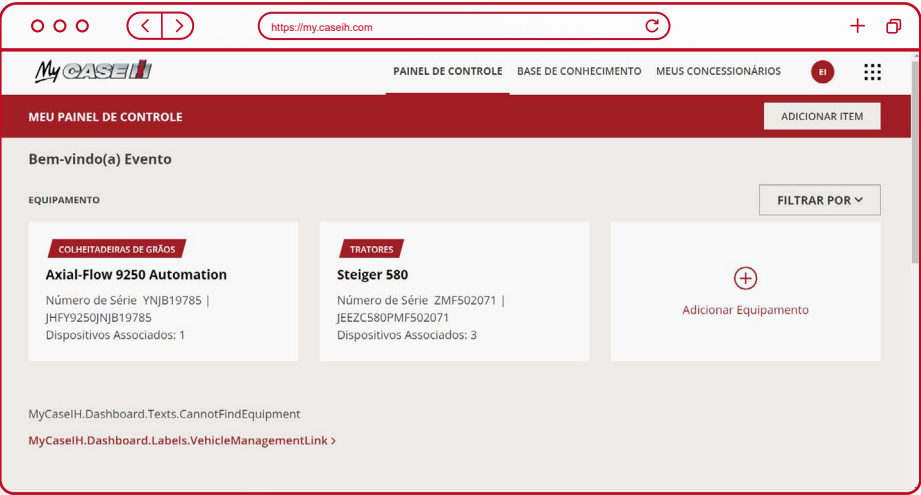 https://my.caseih.com
My CASE IH
PAINEL DE CONTROLE BASE DE CONHECIMENTO MEUS CONCESSIONÁRIOS EI
MEU PAINEL DE CONTROLE
ADICIONAR ITEM
Bem-vindo(a) Evento
EQUIPAMENTO
FILTRAR POR
COLHEITADEIRAS DE GRÃOS
Axial-Flow 9250 Automation
Número de Série YNJB19785 |
JHFY9250JNJB19785
Dispositivos Associados: 1
TRATORES
Steiger 580
Número de Série ZMF502071 |
JEEZC580PMF502071
Dispositivos Associados: 3
Adicionar Equipamento
MyCaseIH.Dashboard.Texts.CannotFindEquipment
MyCaseIH.Dashboard.Labels.VehicleManagementLink >